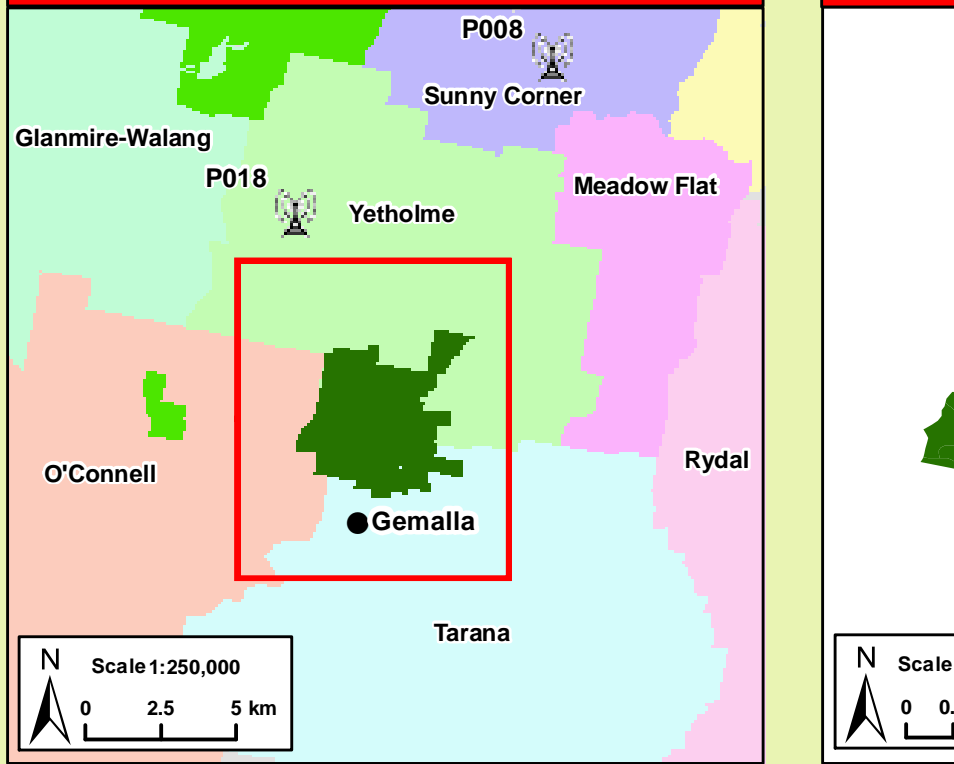 P008
Sunny Corner
Glanmire-Walang
P018
Meadow Flat
Yetholme
O'Connell
Rydal
Gemalla
Tarana
N
Scale 1:250,000
0 2.5 5 km
N
Scale
0 0.